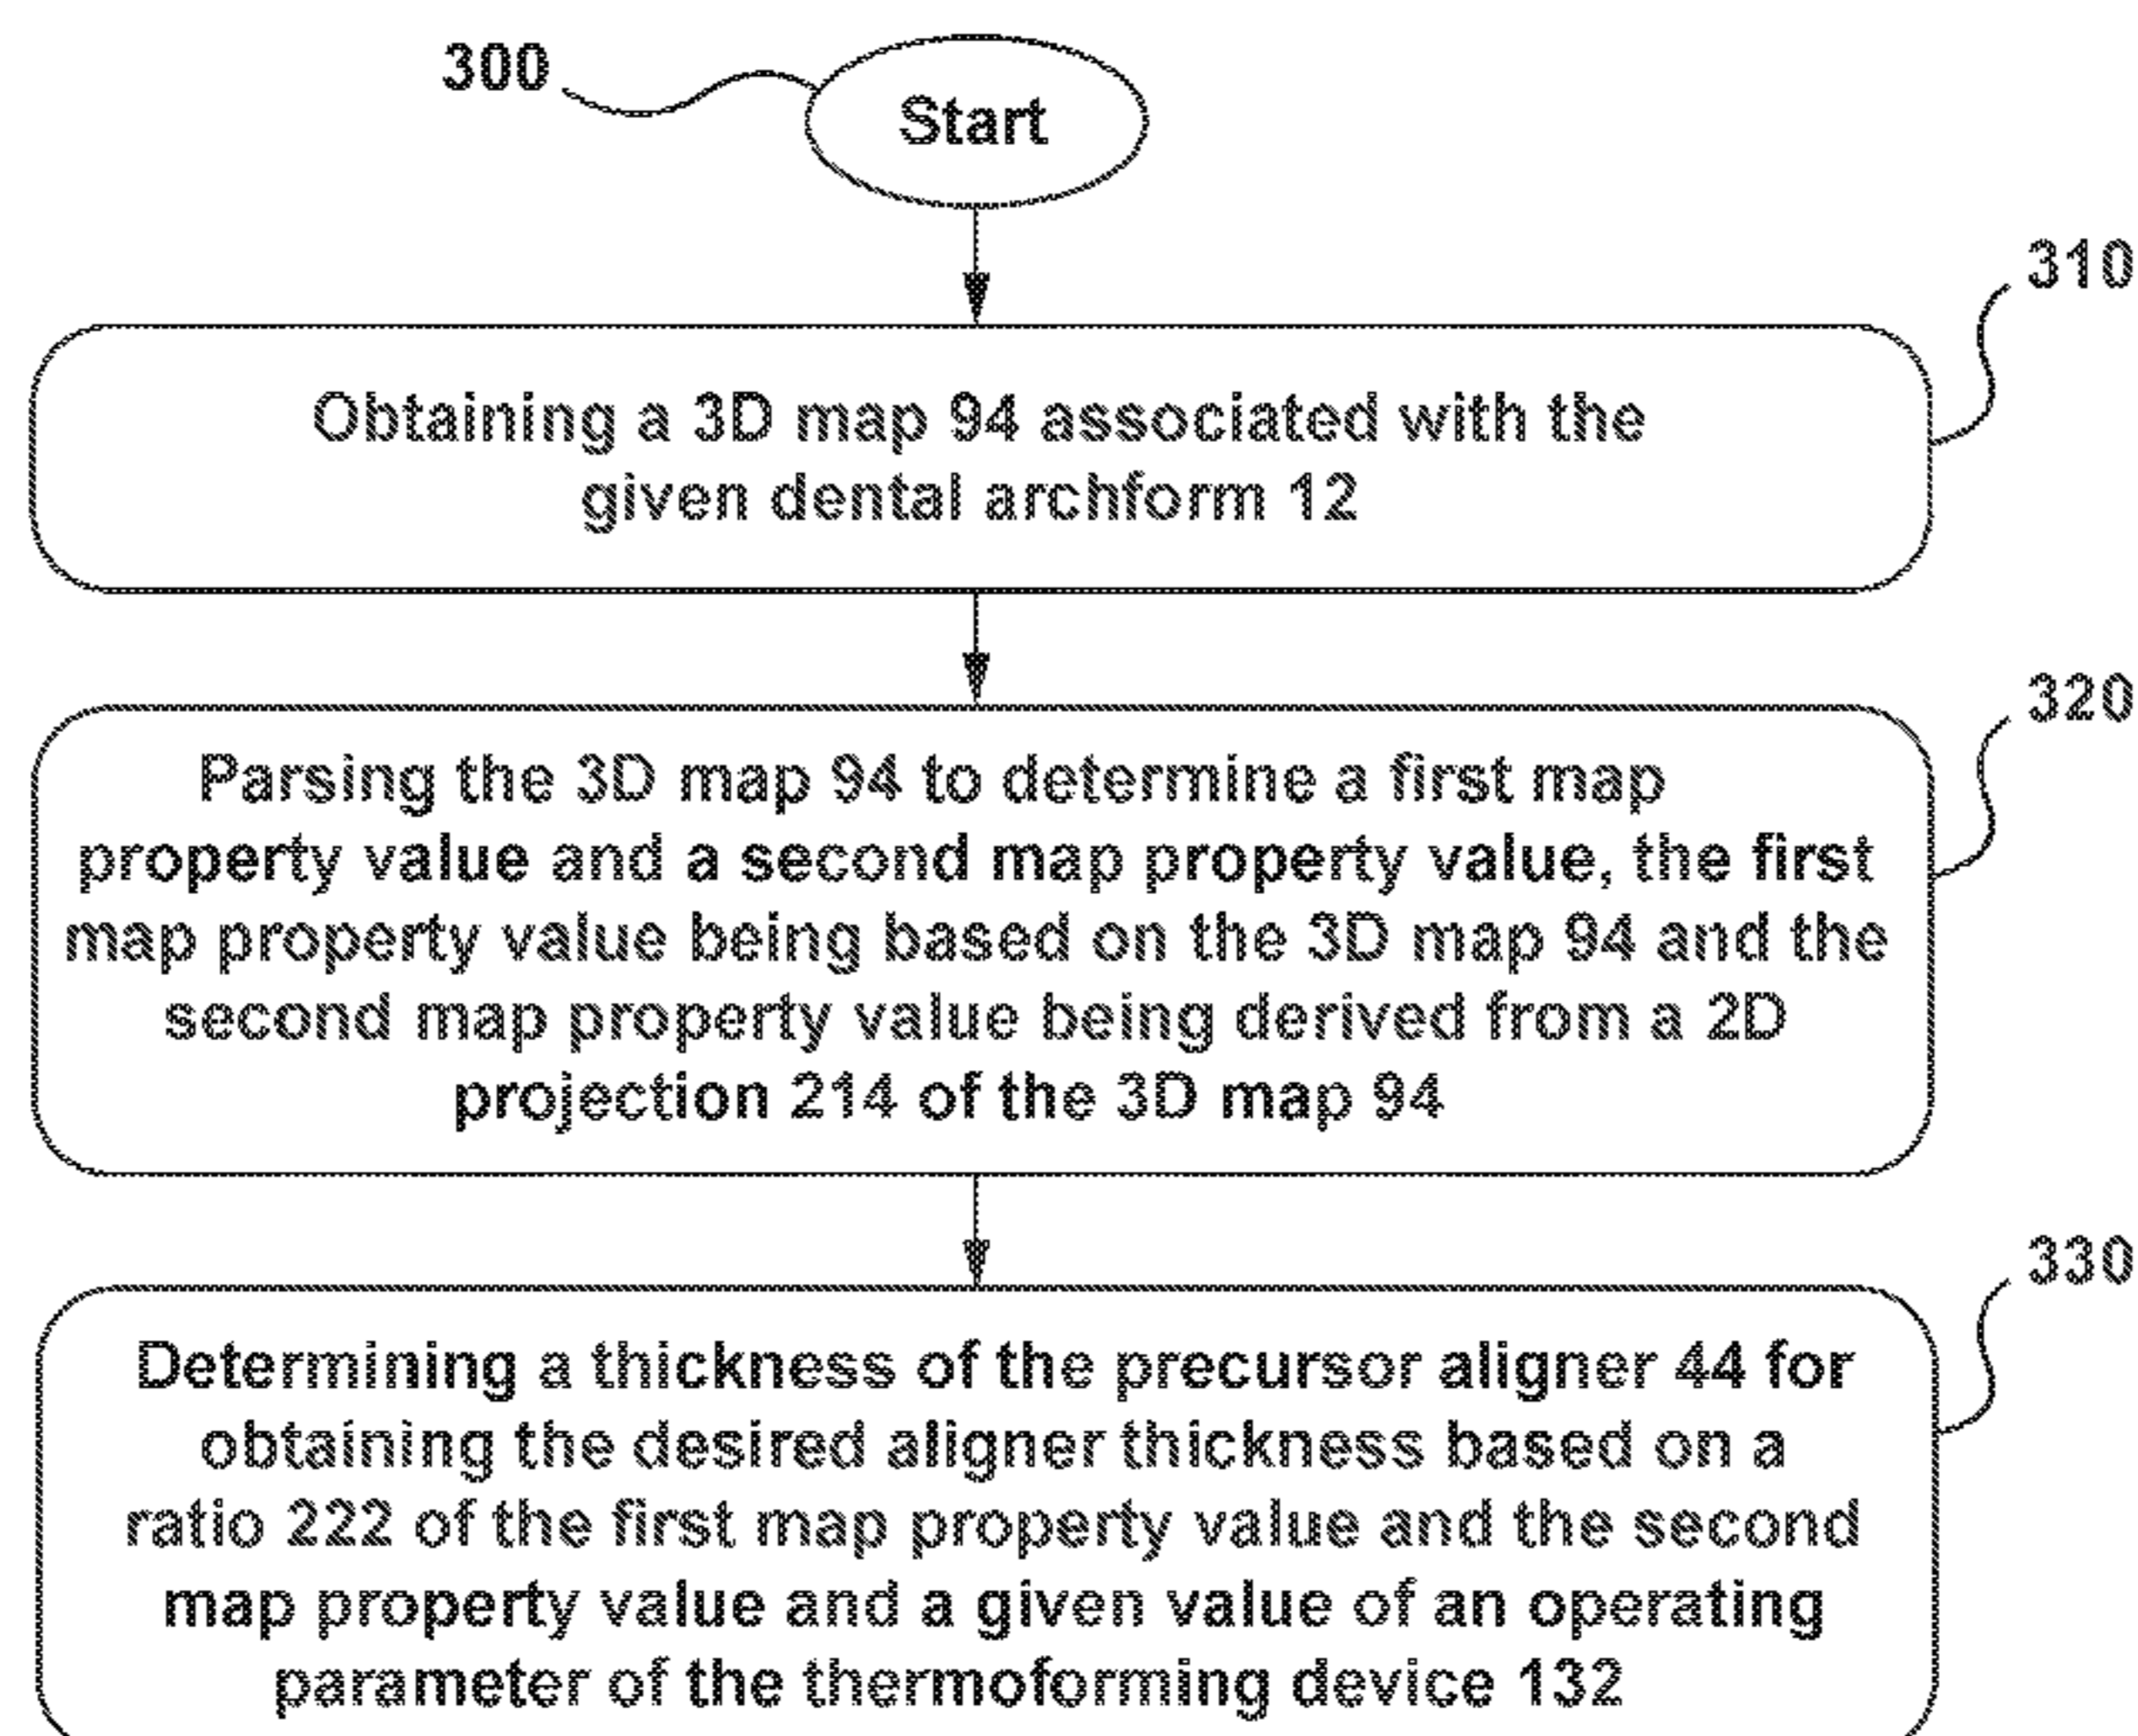 300
Start
310
Obtaining a 3D map 94 associated with the
given dental archform 12
320
Parsing the 3D map 94 to determine a first map
property value and a second map property value, the first
map property value being based on the 3D map 94 and the
second map property value being derived from a 2D
projection 214 of the 3D map 94
330
Determining a thickness of the precursor aligner 44 for
obtaining the desired aligner thickness based on a
ratio 222 of the first map property value and the second
map property value and a given value of an operating
parameter of the thermoforming device 132